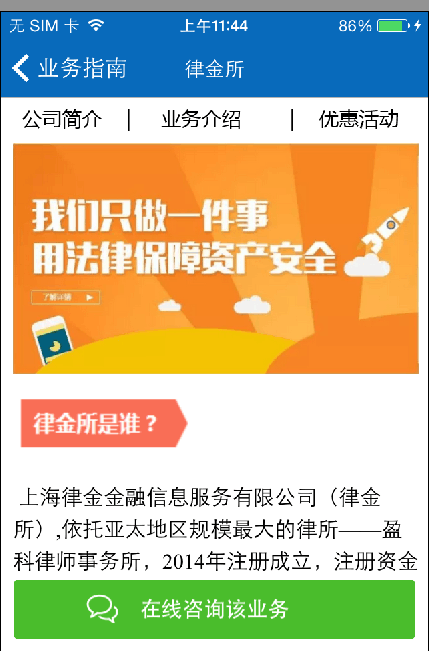 无 SIM 卡 上午11:44 86%
业务指南 律金所
公司简介 | 业务介绍 | 优惠活动
我们只做一件事
用法律保障资产安全
了解详情
律金所是谁？
上海律金金融信息服务有限公司（律金
所）,依托亚太地区规模最大的律所——盈
科律师事务所，2014年注册成立，注册资金
在线咨询该业务